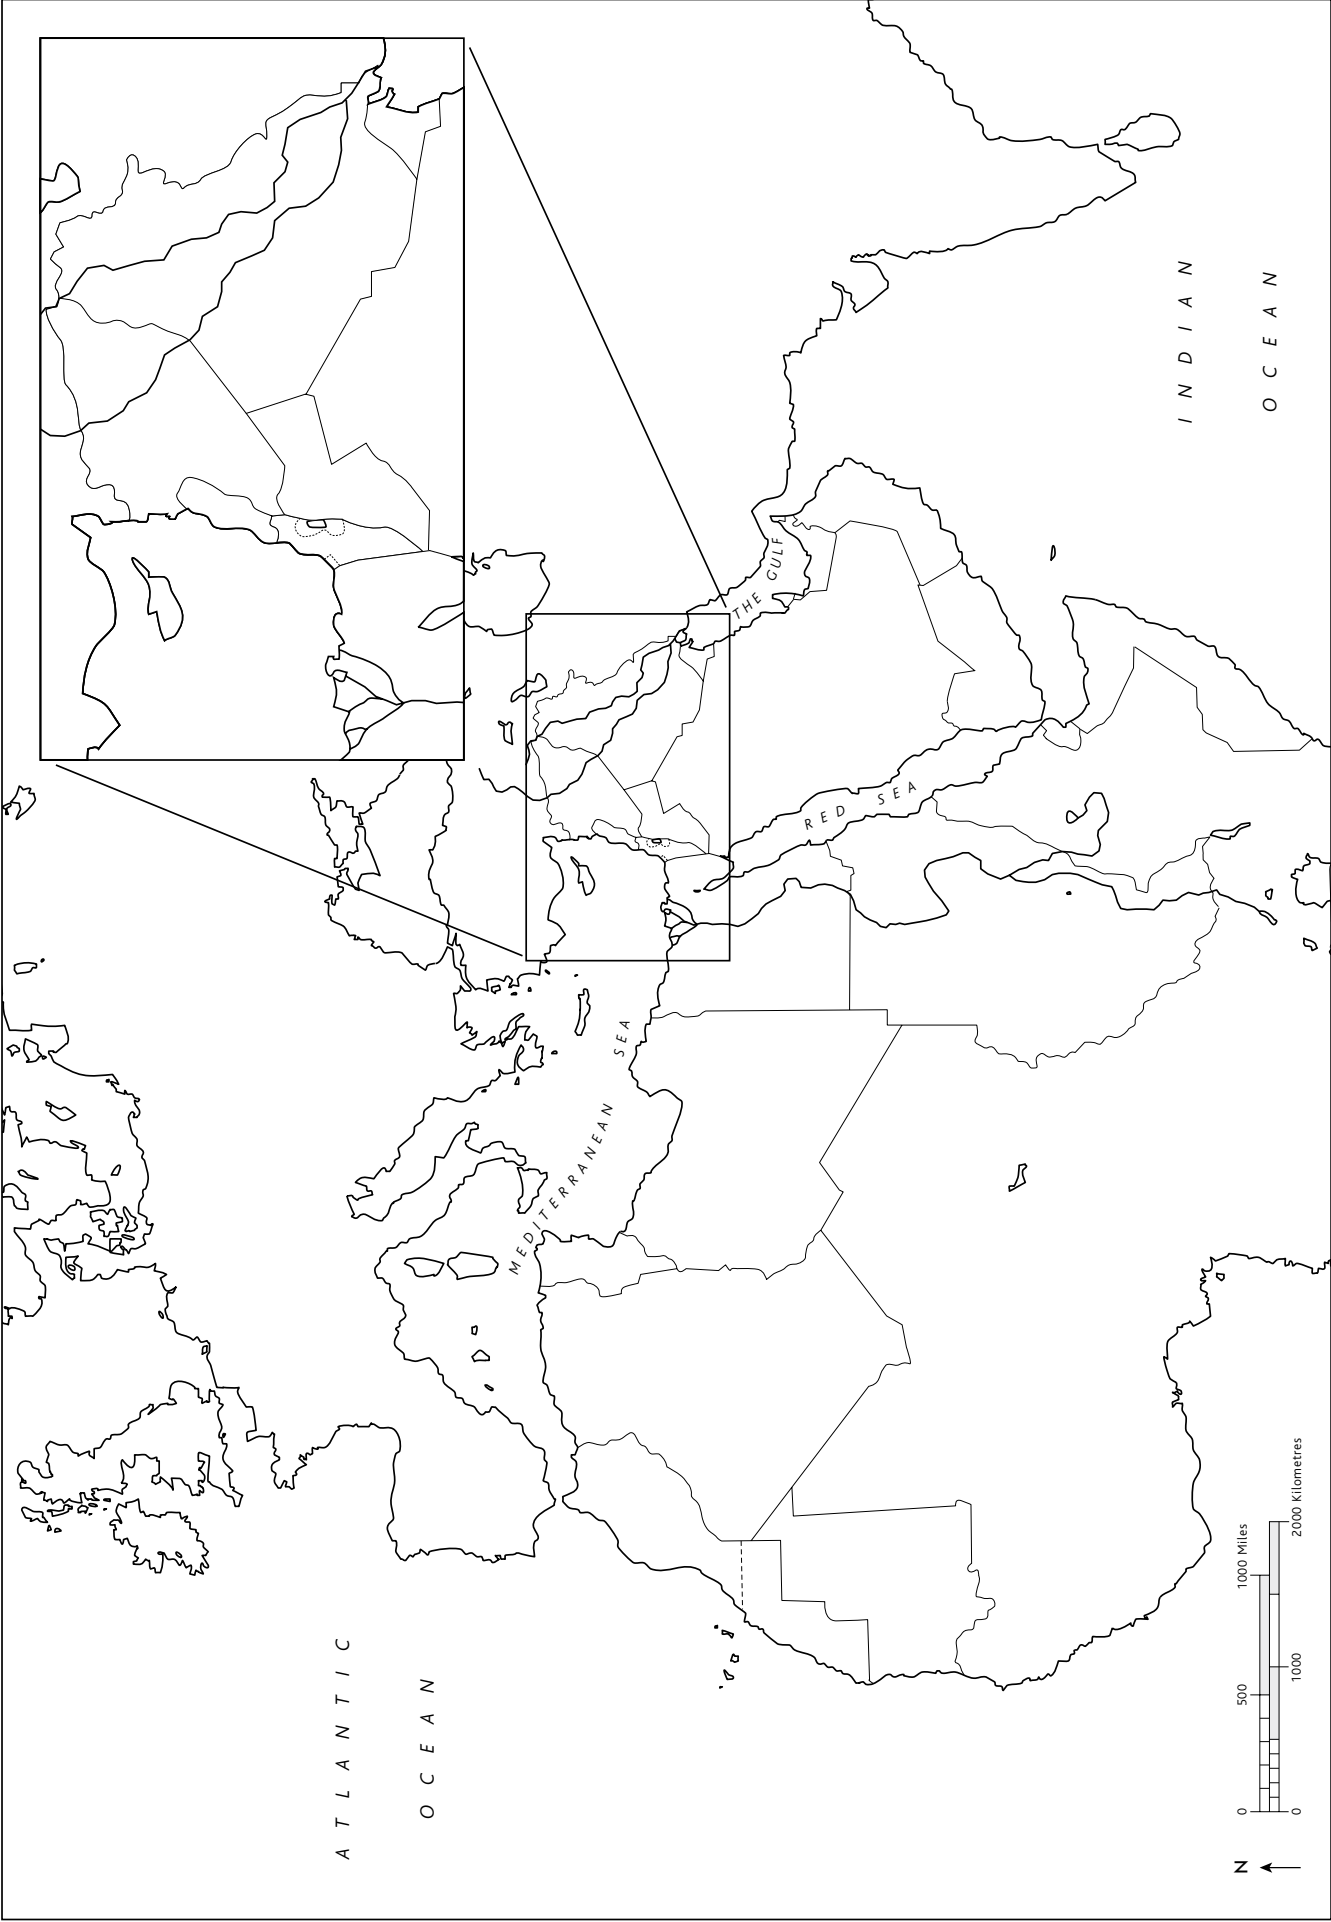 ATLANTIC
OCEAN
MEDITERRANEAN SEA
RED SEA
THE GULF
INDIAN
OCEAN
N
0 500 1000 Miles
0 1000 2000 Kilometres